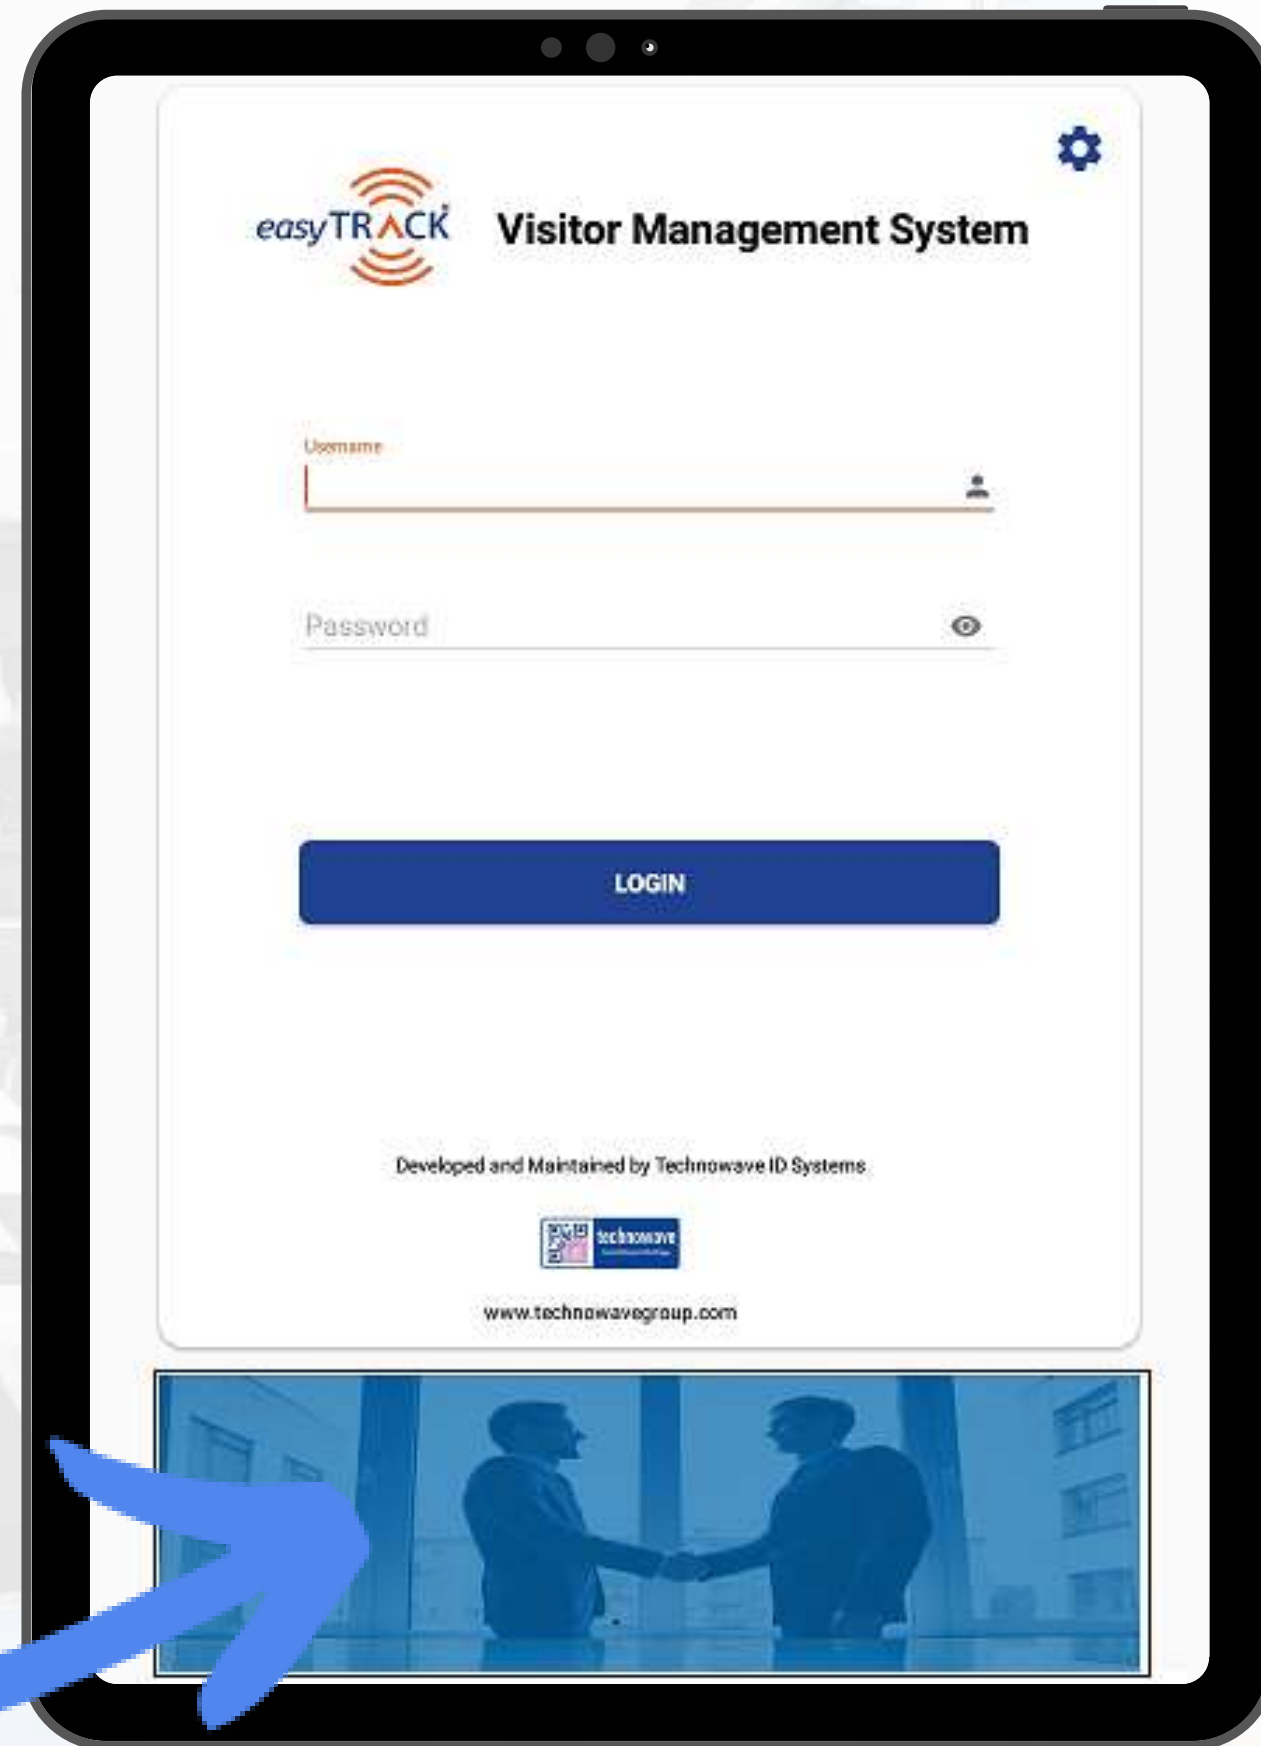 easyTRACK
Visitor Management System
Username
Password
LOGIN
Developed and Maintained by Technowave ID Systems
technowave
www.technowavegroup.com